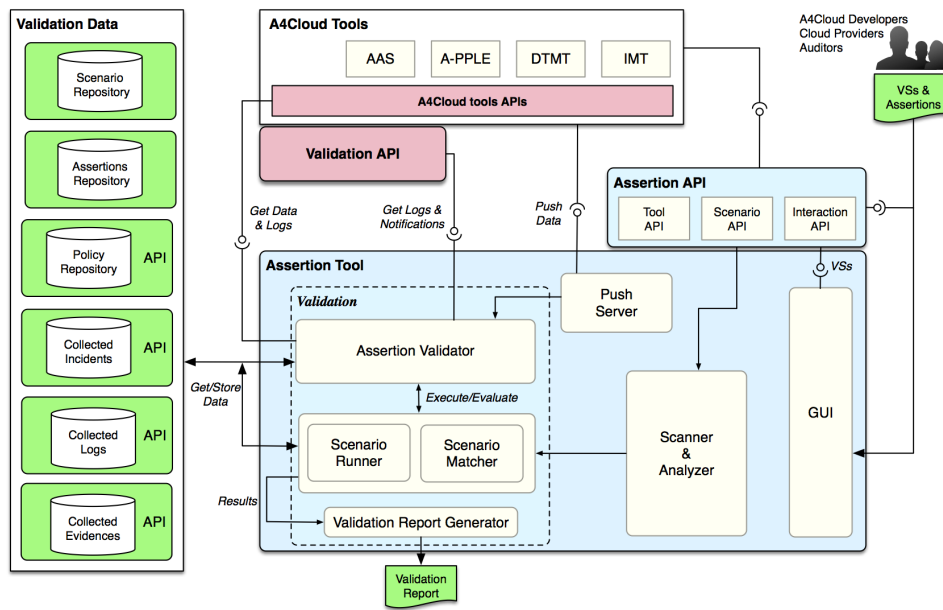 Validation Data
Scenario
Repository
Assertions
Repository
Policy
Repository
API
Collected
Incidents
API
Collected
Logs
API
Collected
Evidences
API
A4Cloud Tools
AAS
A-PPLE
DTMT
IMT
A4Cloud tools APIs
Validation API
A4Cloud Developers
Cloud Providers
Auditors
VSs &
Assertions
Get Data
& Logs
Get Logs &
Notifications
Push
Data
Assertion API
Tool
API
Scenario
API
Interaction
API
VSs
Assertion Tool
Validation
Push
Server
Assertion Validator
Get/Store
Data
Execute/Evaluate
Scenario
Runner
Scenario
Matcher
Scanner
&
Analyzer
GUI
Results
Validation Report Generator
Validation
Report